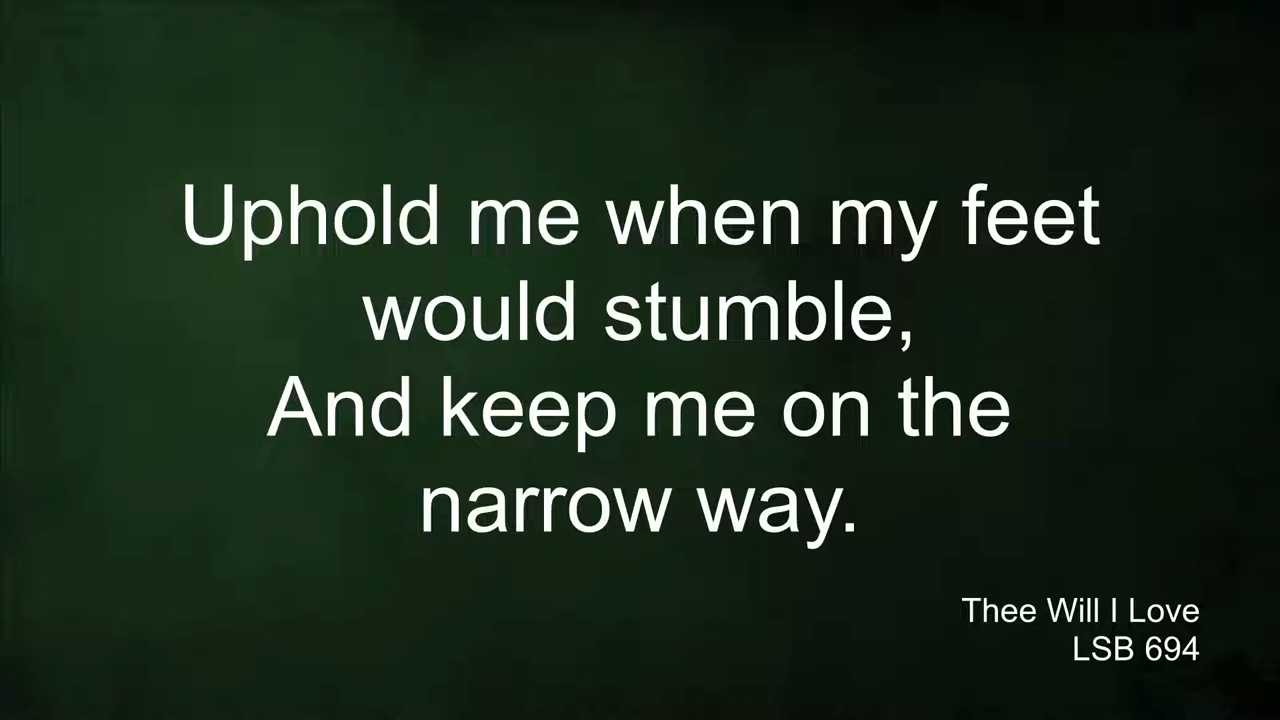 Uphold me when my feet
would stumble,
And keep me on the
narrow way.
Thee Will I Love
LSB 694